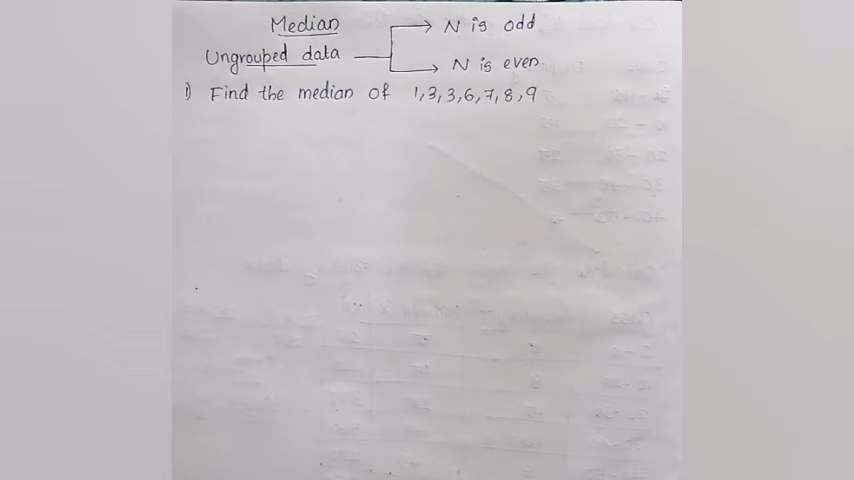 Median
N is odd
Ungrouped data
N is even.
1) Find the median of 1,3,3,6,7,8,9